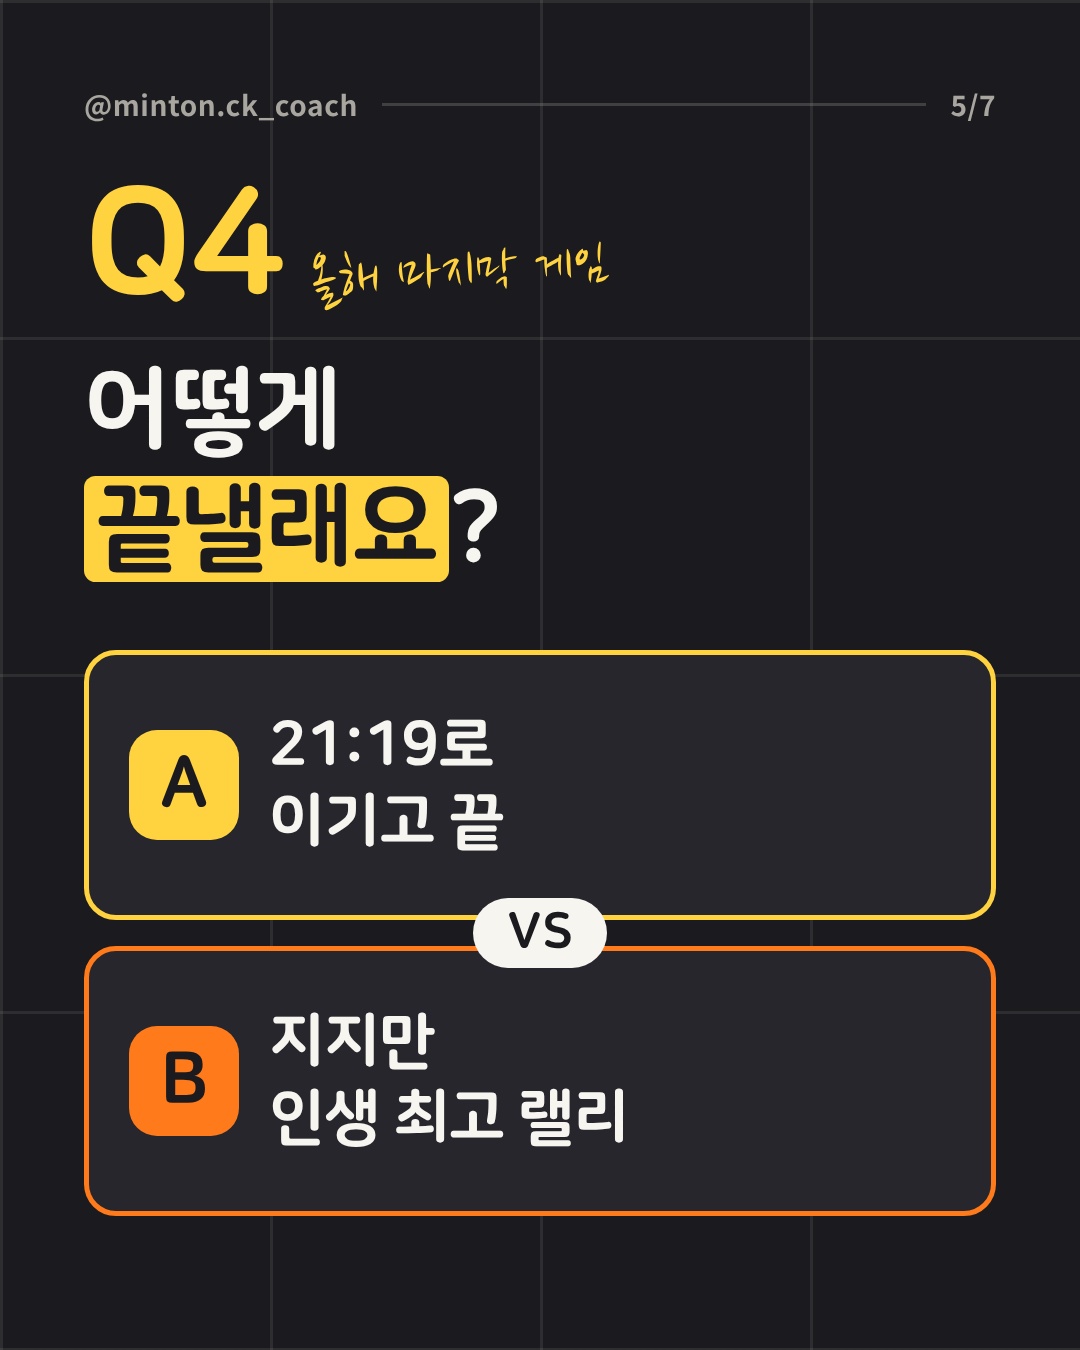 @minton.ck_coach 5/7
Q4 올해 마지막 게임
어떻게
끝낼래요?
A
21:19로
이기고 끝
VS
B
지지만
인생 최고 랠리